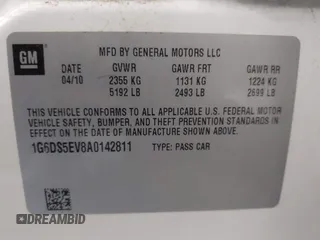 GM
MFD BY GENERAL MOTORS LLC
DATE GVWR GAWR FRT GAWR RR
04/10 2355 KG 1131 KG 1224 KG
5192 LB 2493 LB 2699 LB
THIS VEHICLE CONFORMS TO ALL APPLICABLE U.S. FEDERAL MOTOR
VEHICLE SAFETY, BUMPER, AND THEFT PREVENTION STANDARDS
IN EFFECT ON THE DATE OF MANUFACTURE SHOWN ABOVE.
1G6DS5EV8A0142811 TYPE: PASS CAR
DREAMBID